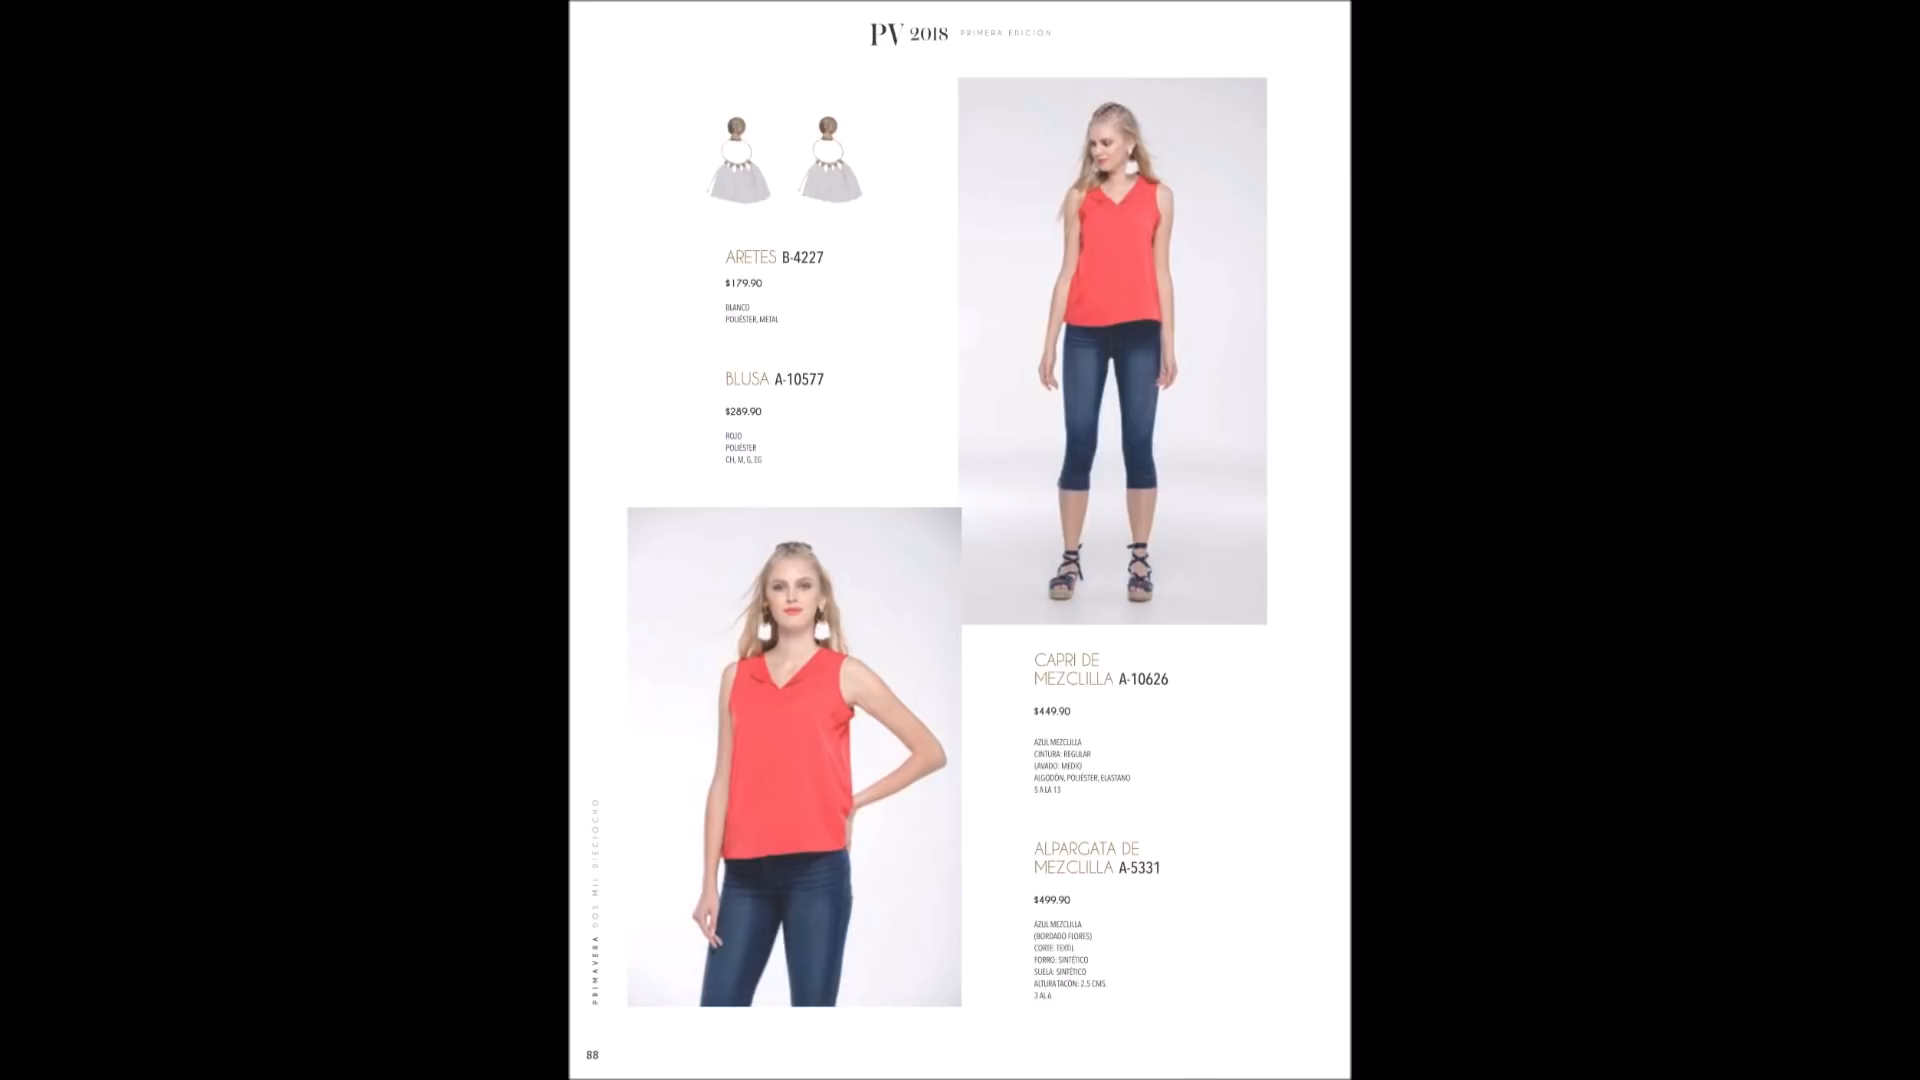 PV 2018 PRIMERA EDICIÓN
ARETES B-4227
$179.90
BLANCO
POLIÉSTER, METAL
BLUSA A-10577
$289.90
ROJO
POLIÉSTER
CH, M, G, EG
CAPRI DE
MEZCLILLA A-10626
$449.90
AZUL MEZCLILLA
CINTURA: REGULAR
LAVADO: MEDIO
ALGODÓN, POLIÉSTER, ELASTANO
5 A LA 13
ALPARGATA DE
MEZCLILLA A-5331
$499.90
AZUL MEZCLILLA
(BORDADO FLORES)
CORTE: TEXTIL
FORRO: SINTÉTICO
SUELA: SINTÉTICO
ALTURA TACÓN: 2.5 CMS.
3 AL 6
PRIMAVERA DOS MIL DIECIOCHO
88